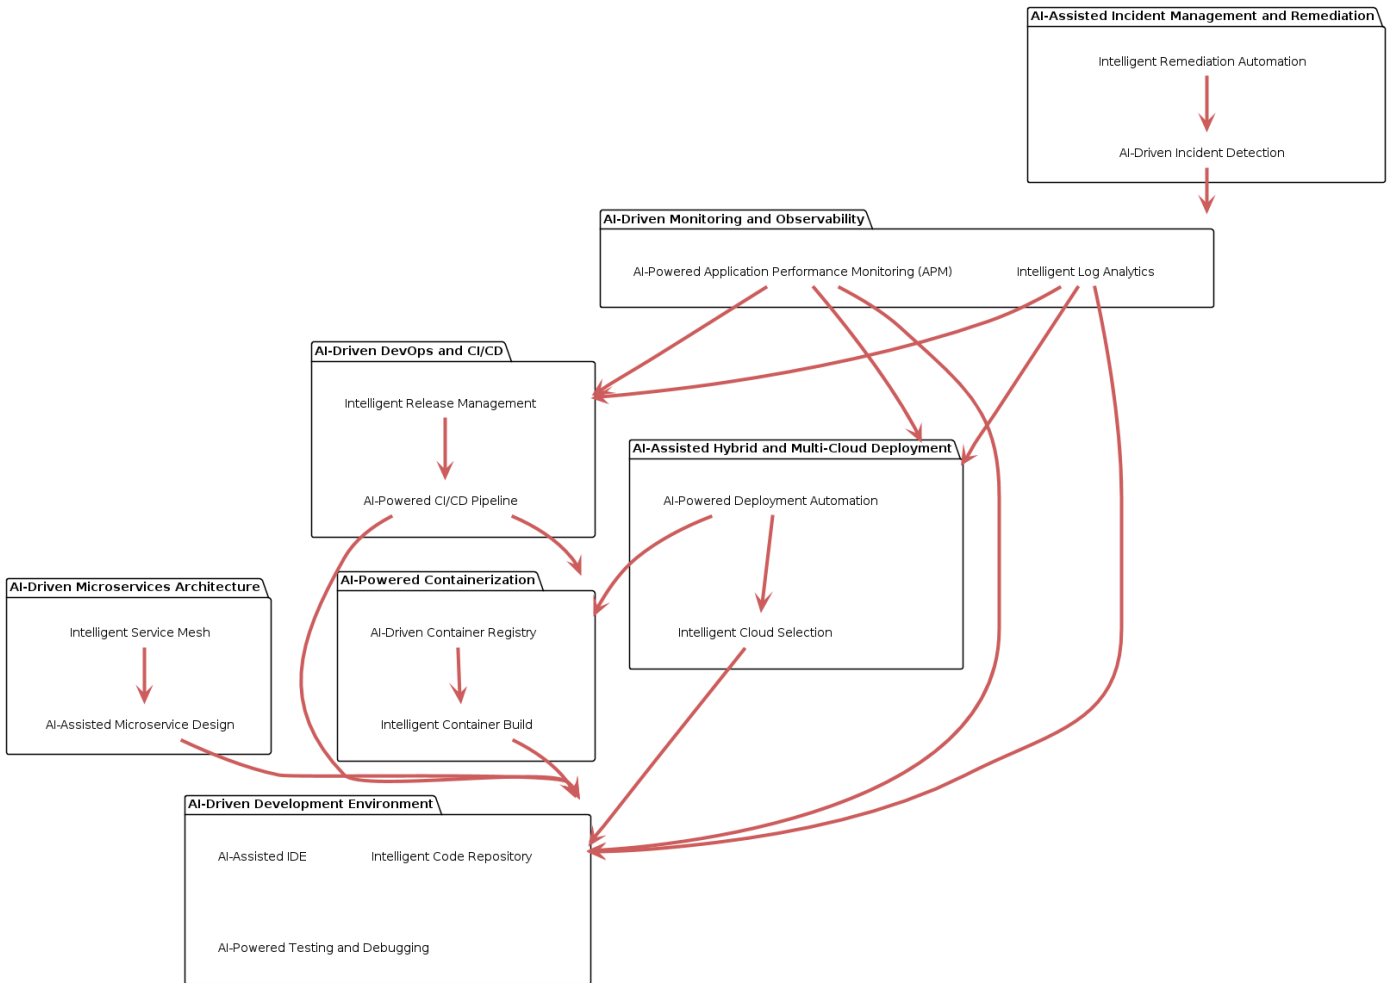 AI-Assisted Incident Management and Remediation
Intelligent Remediation Automation
AI-Driven Incident Detection
AI-Driven Monitoring and Observability
AI-Powered Application Performance Monitoring (APM)
Intelligent Log Analytics
AI-Driven DevOps and CI/CD
Intelligent Release Management
AI-Powered CI/CD Pipeline
AI-Assisted Hybrid and Multi-Cloud Deployment
AI-Powered Deployment Automation
Intelligent Cloud Selection
AI-Driven Microservices Architecture
Intelligent Service Mesh
AI-Assisted Microservice Design
AI-Powered Containerization
AI-Driven Container Registry
Intelligent Container Build
AI-Driven Development Environment
AI-Assisted IDE
Intelligent Code Repository
AI-Powered Testing and Debugging